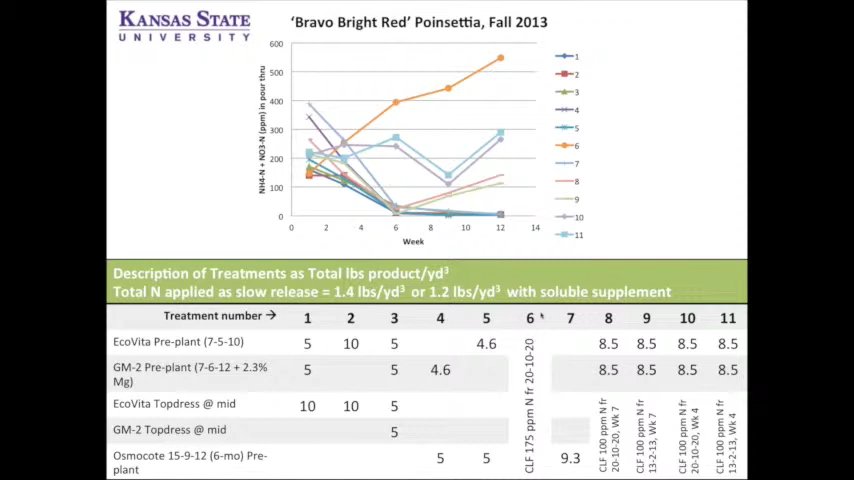 KANSAS STATE
UNIVERSITY
‘Bravo Bright Red’ Poinsettia, Fall 2013
NH4-N + NO3-N (ppm) in pour thru
600
500
400
300
200
100
0
0 2 4 6 8 10 12 14
Week
1
2
3
4
5
6
7
8
9
10
11
Description of Treatments as Total lbs product/yd³
Total N applied as slow release = 1.4 lbs/yd³ or 1.2 lbs/yd³ with soluble supplement
Treatment number → 1 2 3 4 5 6 7 8 9 10 11
EcoVita Pre-plant (7-5-10) 5 10 5 4.6 8.5 8.5 8.5 8.5
GM-2 Pre-plant (7-6-12 + 2.3% Mg) 5 5 4.6 8.5 8.5 8.5 8.5
EcoVita Topdress @ mid 10 10 5
GM-2 Topdress @ mid 5
Osmocote 15-9-12 (6-mo) Pre-plant 5 5 9.3
CLF 175 ppm N fr 20-10-20
CLF 100 ppm N fr
20-10-20, Wk 7
CLF 100 ppm N fr
13-2-13, Wk 7
CLF 100 ppm N fr
20-10-20, Wk 4
CLF 100 ppm N fr
13-2-13, Wk 4